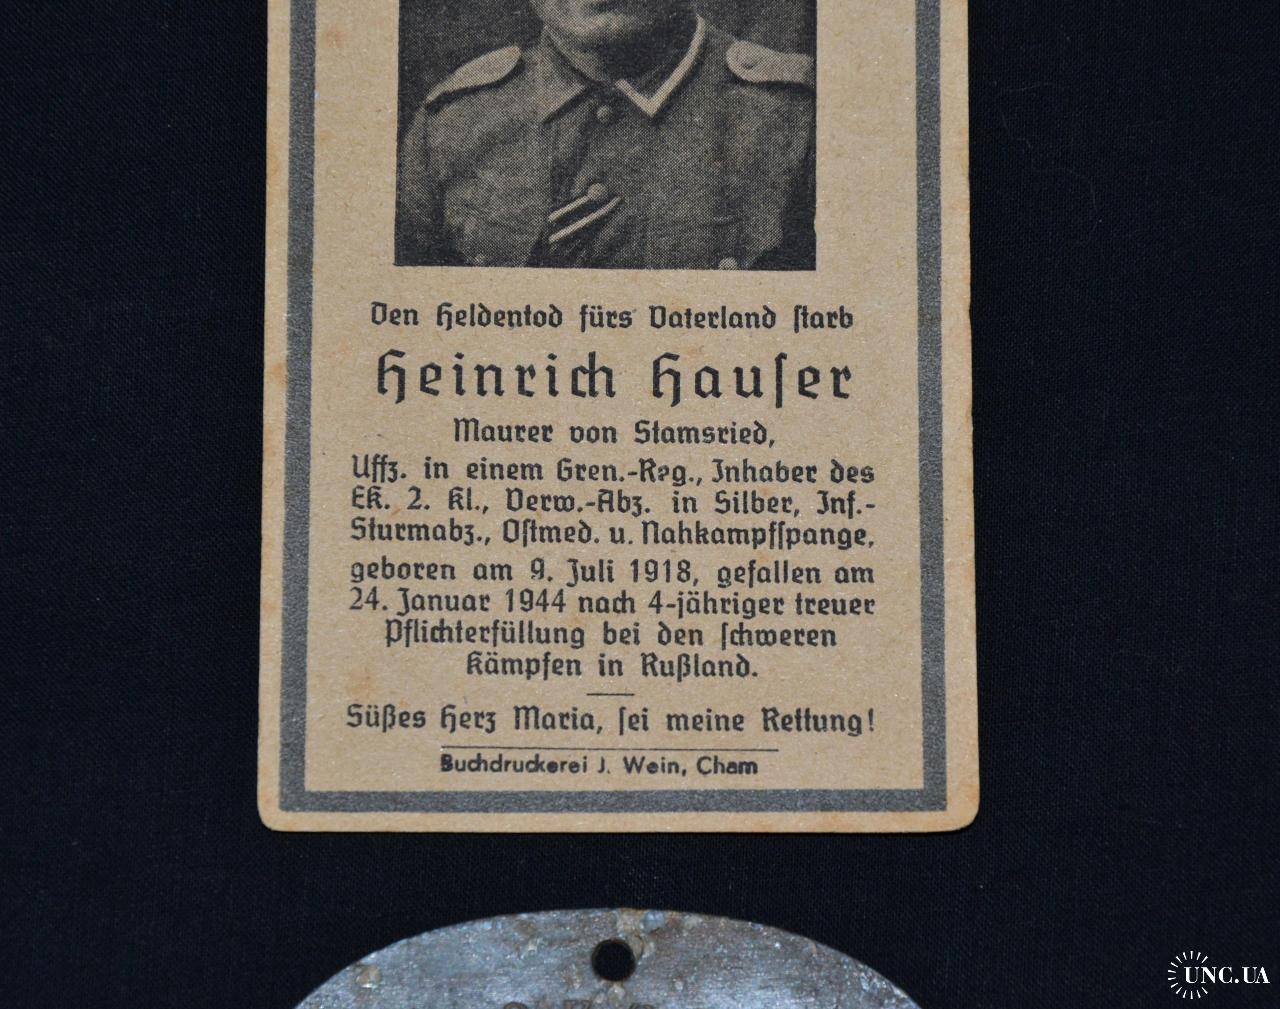 Den Heldentod fürs Vaterland starb
Heinrich Hauser
Maurer von Stamsried,
Uffz. in einem Gren.-Reg., Inhaber des
EK. 2. Kl., Verw.-Abz. in Silber, Inf.-
Sturmabz., Ostmed. u. Nahkampfspange,
geboren am 9. Juli 1918, gefallen am
24. Januar 1944 nach 4-jähriger treuer
Pflichterfüllung bei den schweren
Kämpfen in Rußland.
Süßes Herz Maria, sei meine Rettung!
Buchdruckerei J. Wein, Cham
UNC.UA